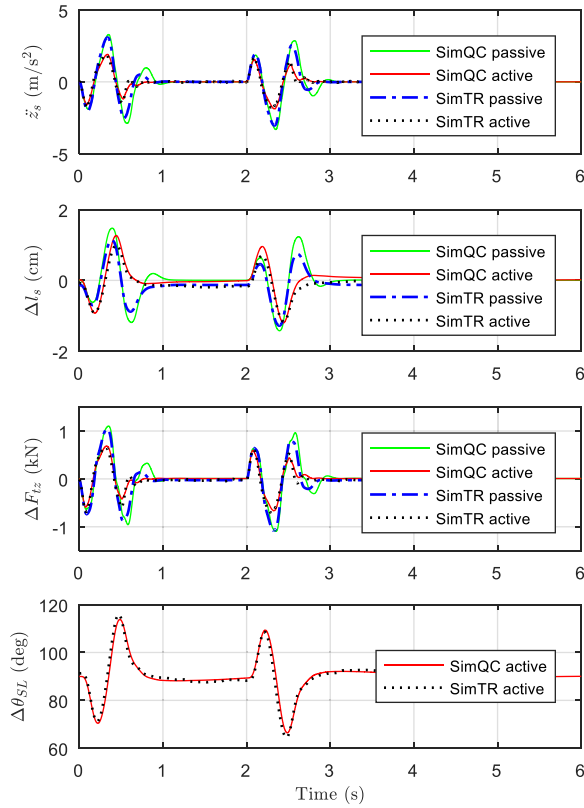 5
0
-5
z̈ₛ (m/s²)
SimQC passive
SimQC active
SimTR passive
SimTR active
0 1 2 3 4 5 6
2
0
-2
Δlₛ (cm)
SimQC passive
SimQC active
SimTR passive
SimTR active
0 1 2 3 4 5 6
1
0
-1
ΔF_tz (kN)
SimQC passive
SimQC active
SimTR passive
SimTR active
0 1 2 3 4 5 6
120
100
80
60
Δθ_SL (deg)
SimQC active
SimTR active
0 1 2 3 4 5 6
Time (s)